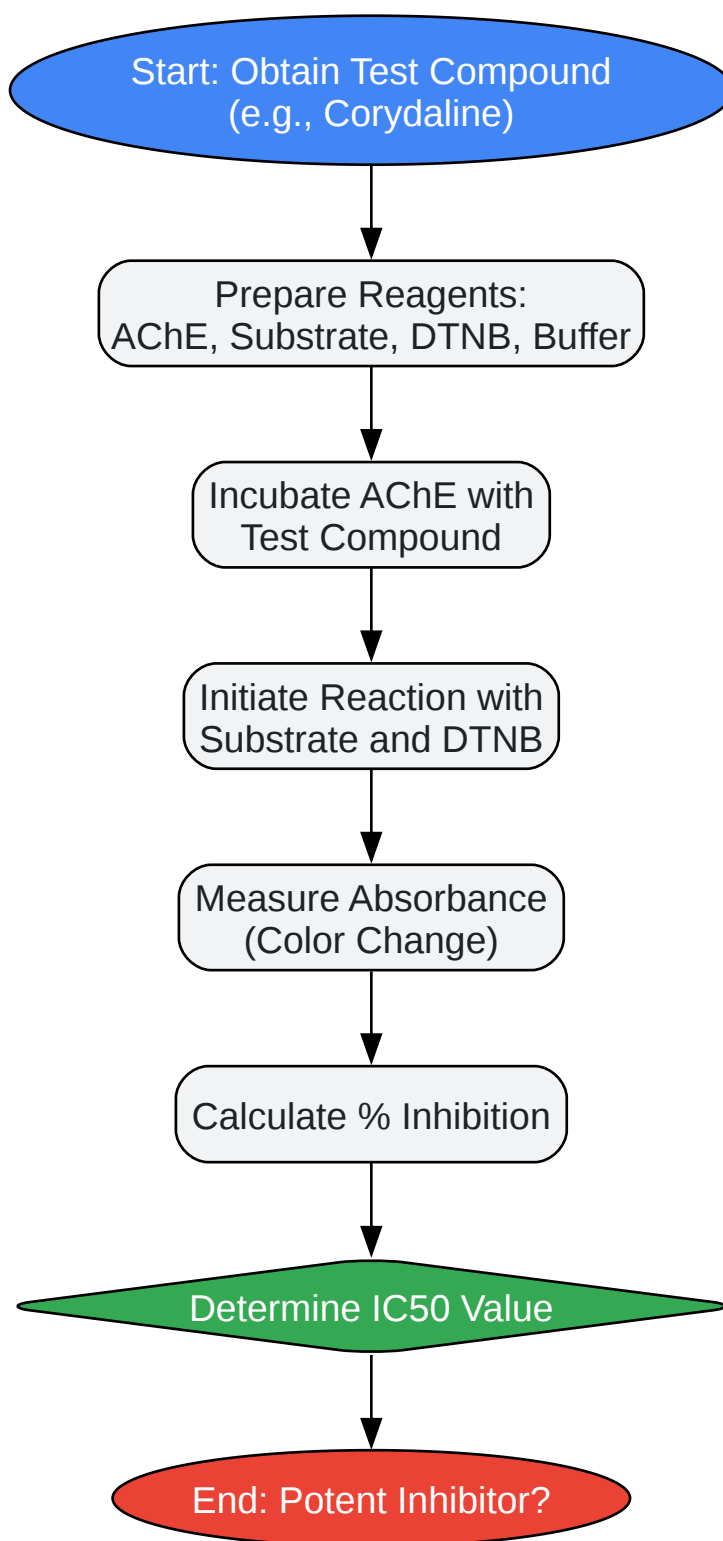 Start: Obtain Test Compound
(e.g., Corydaline)
Prepare Reagents:
AChE, Substrate, DTNB, Buffer
Incubate AChE with
Test Compound
Initiate Reaction with
Substrate and DTNB
Measure Absorbance
(Color Change)
Calculate % Inhibition
Determine IC50 Value
End: Potent Inhibitor?